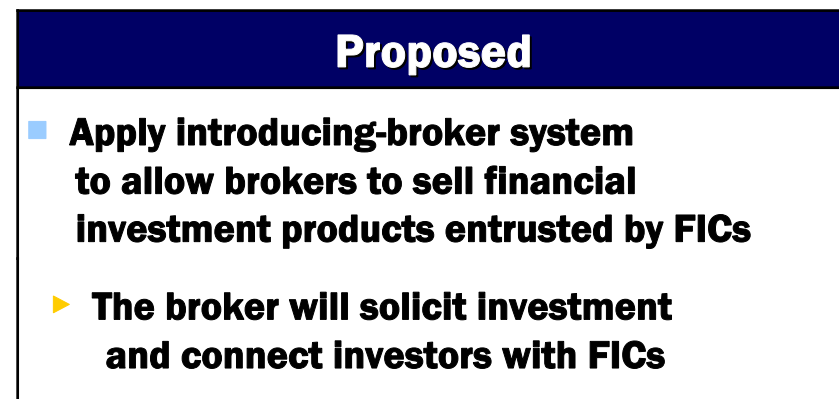 Proposed
Apply introducing-broker system
to allow brokers to sell financial
investment products entrusted by FICs
The broker will solicit investment
and connect investors with FICs